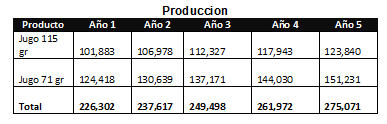 Produccion
Producto Año 1 Año 2 Año 3 Año 4 Año 5
Jugo 115
gr 101,883 106,978 112,327 117,943 123,840
Jugo 71 gr 124,418 130,639 137,171 144,030 151,231
Total 226,302 237,617 249,498 261,972 275,071